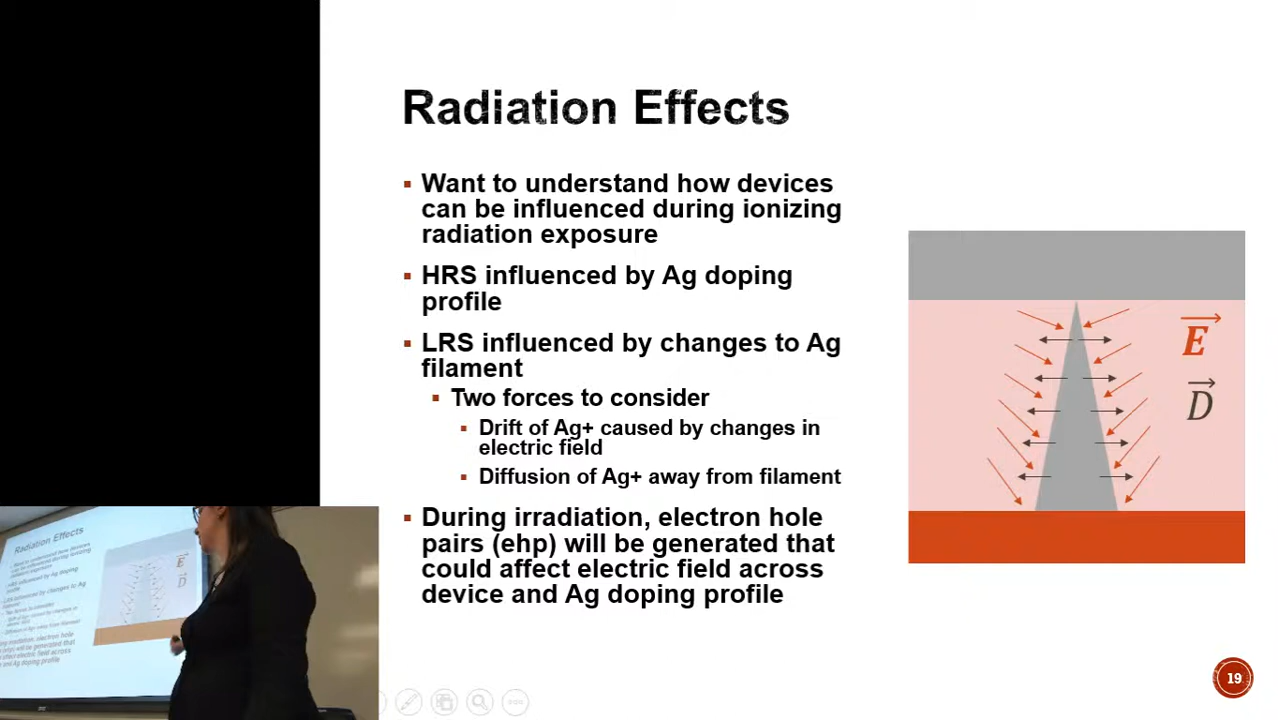 Radiation Effects
▪ Want to understand how devices
can be influenced during ionizing
radiation exposure
▪ HRS influenced by Ag doping
profile
▪ LRS influenced by changes to Ag
filament
▪ Two forces to consider
▪ Drift of Ag+ caused by changes in
electric field
▪ Diffusion of Ag+ away from filament
▪ During irradiation, electron hole
pairs (ehp) will be generated that
could affect electric field across
device and Ag doping profile
E
D
19
Radiation Effects
E
D